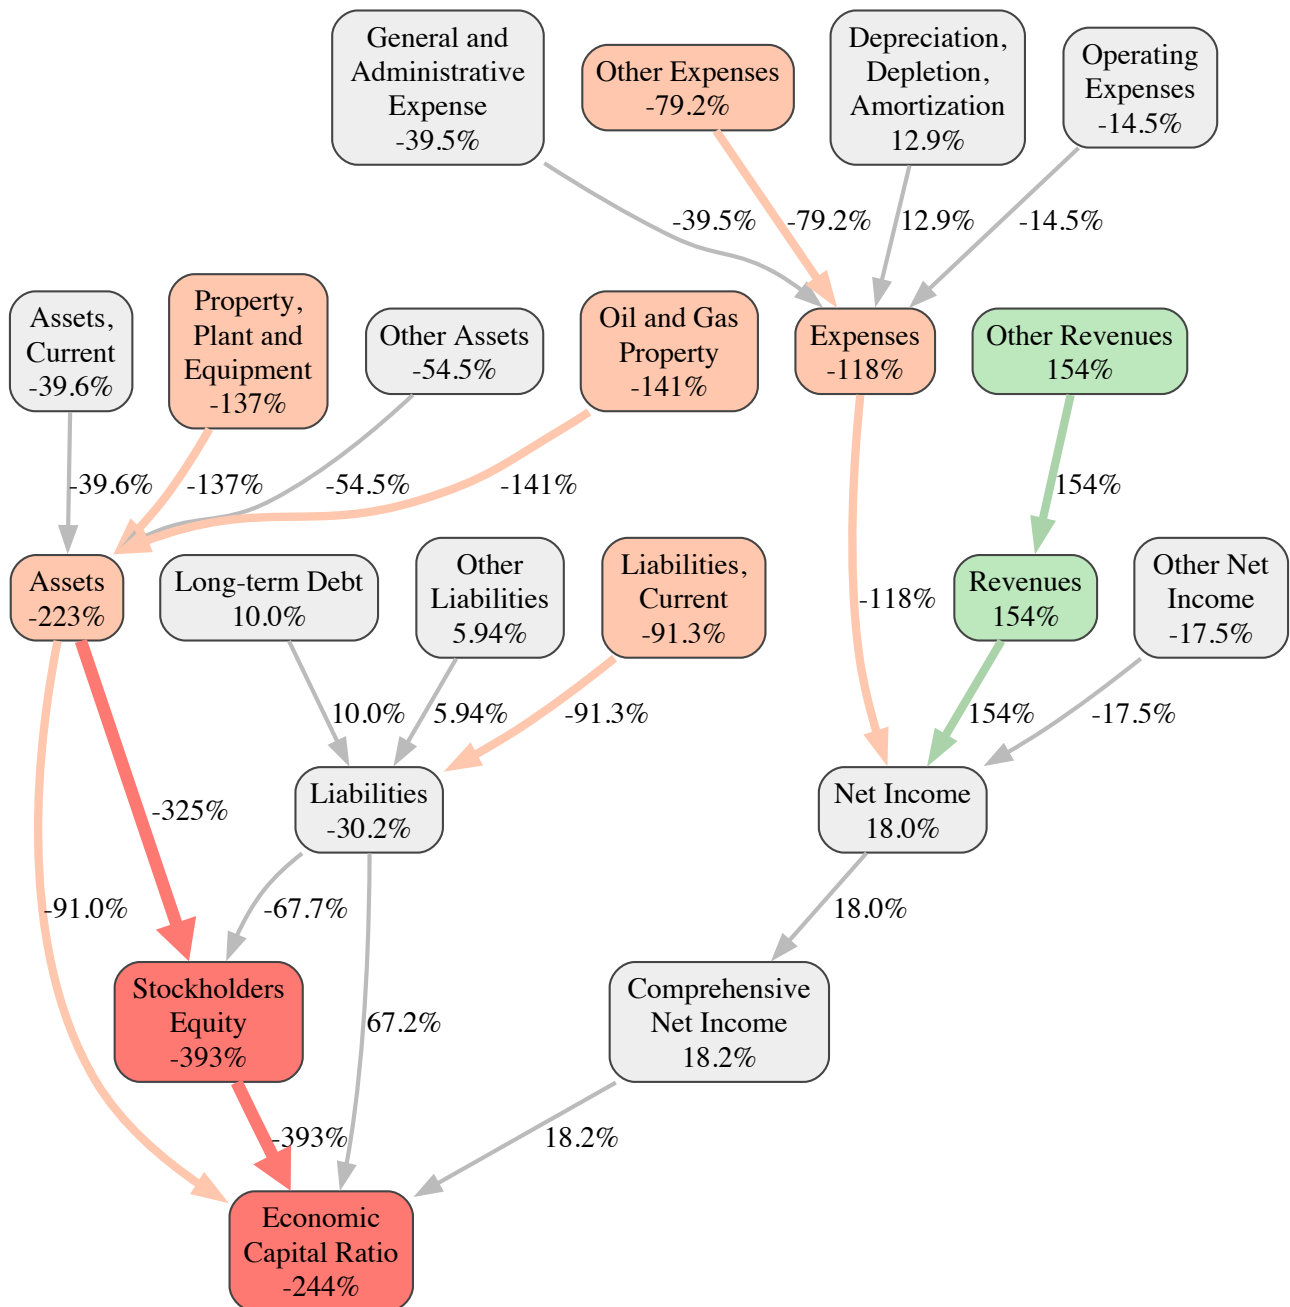 General and
Administrative
Expense
-39.5%
Other Expenses
-79.2%
Depreciation,
Depletion,
Amortization
12.9%
Operating
Expenses
-14.5%
-39.5%
-79.2%
12.9%
-14.5%
Assets,
Current
-39.6%
Property,
Plant and
Equipment
-137%
Other Assets
-54.5%
Oil and Gas
Property
-141%
Expenses
-118%
Other Revenues
154%
-39.6%
-137%
-54.5%
-141%
154%
Assets
-223%
Long-term Debt
10.0%
Other
Liabilities
5.94%
Liabilities,
Current
-91.3%
-118%
Revenues
154%
Other Net
Income
-17.5%
10.0%
5.94%
-91.3%
154%
-17.5%
-325%
Liabilities
-30.2%
Net Income
18.0%
-91.0%
-67.7%
18.0%
Stockholders
Equity
-393%
67.2%
Comprehensive
Net Income
18.2%
-393%
18.2%
Economic
Capital Ratio
-244%